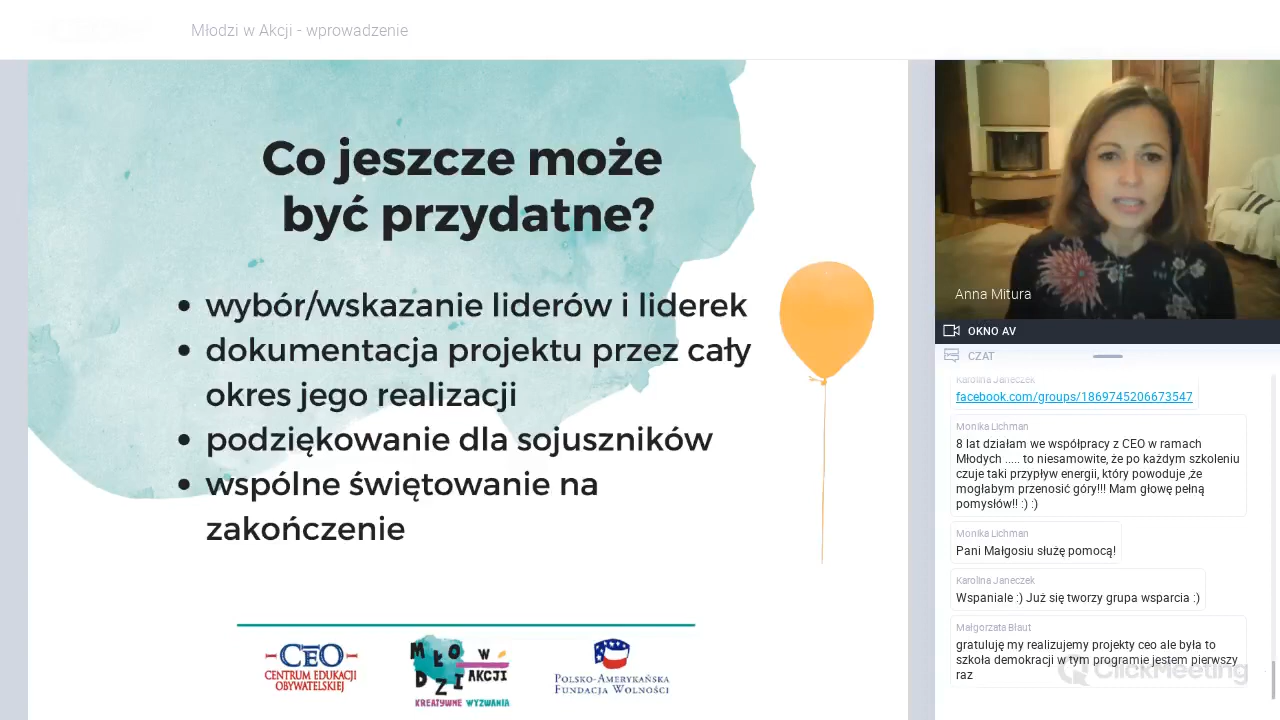 Młodzi w Akcji - wprowadzenie
Co jeszcze może
być przydatne?
• wybór/wskazanie liderów i liderek
• dokumentacja projektu przez cały
okres jego realizacji
• podziękowanie dla sojuszników
• wspólne świętowanie na
zakończenie
CEO
CENTRUM EDUKACJI
OBYWATELSKIEJ
MŁO
DZI
W
AKCJI
KREATYWNE WYZWANIA
POLSKO-AMERYKAŃSKA
FUNDACJA WOLNOŚCI
Anna Mitura
OKNO AV
CZAT
Karolina Janeczek
facebook.com/groups/1869745206673547
Monika Lichman
8 lat działam we współpracy z CEO w ramach
Młodych ..... to niesamowite, że po każdym szkoleniu
czuje taki przypływ energii, który powoduje ,że
mogłabym przenosić góry!!! Mam głowę pełną
pomysłów!! :) :)
Monika Lichman
Pani Małgosiu służę pomocą!
Karolina Janeczek
Wspaniale :) Już się tworzy grupa wsparcia :)
Małgorzata Błaut
gratuluję my realizujemy projekty ceo ale była to
szkoła demokracji w tym programie jestem pierwszy
raz
ClickMeeting